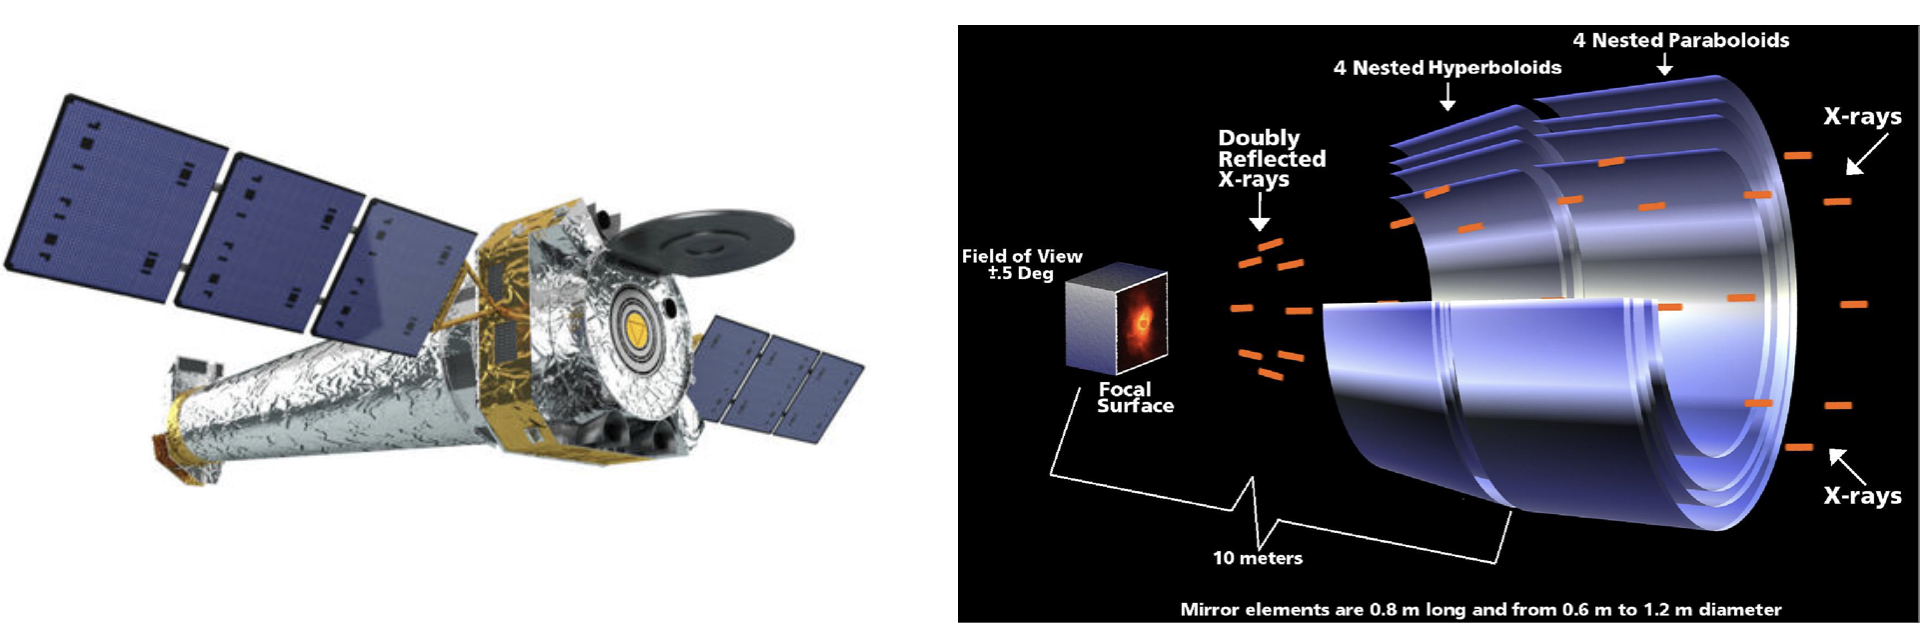 4 Nested Paraboloids
4 Nested Hyperboloids
X-rays
Doubly
Reflected
X-rays
Field of View
±.5 Deg
Focal
Surface
X-rays
10 meters
Mirror elements are 0.8 m long and from 0.6 m to 1.2 m diameter